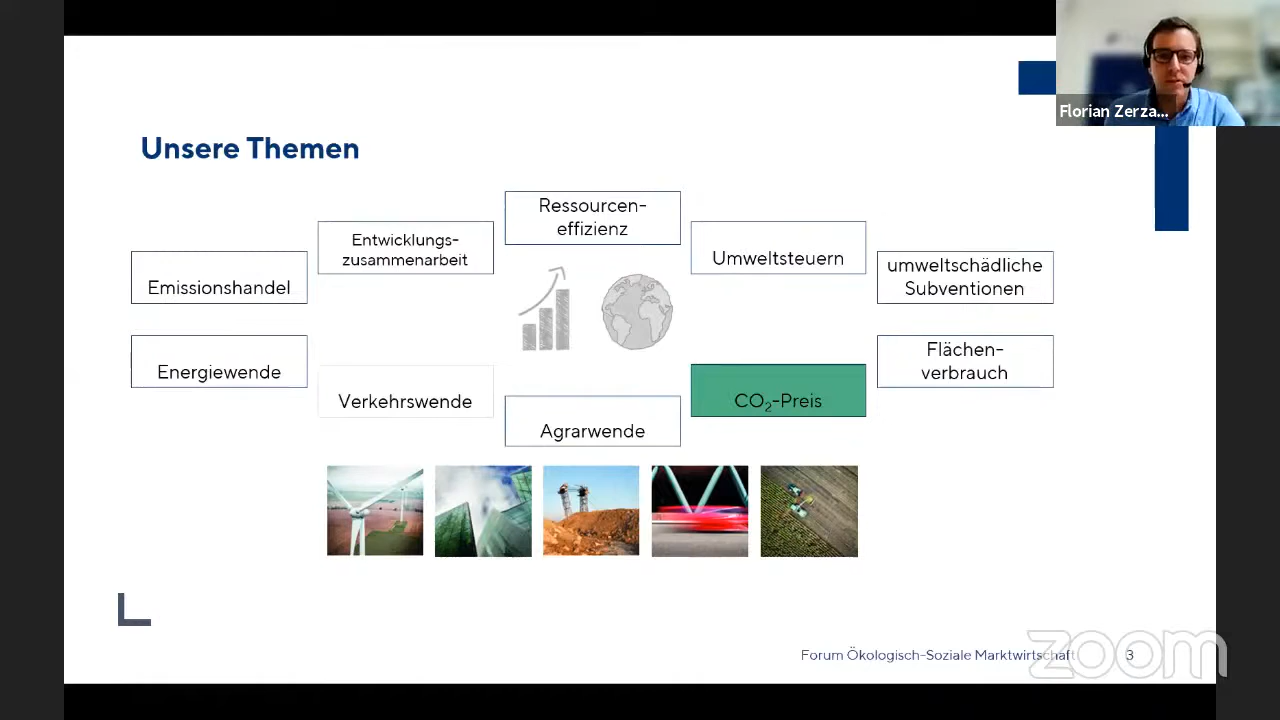 Florian Zerza...
Unsere Themen
Ressourcen-
effizienz
Entwicklungs-
zusammenarbeit
Umweltsteuern
Emissionshandel
umweltschädliche
Subventionen
Energiewende
Verkehrswende
Agrarwende
CO₂-Preis
Flächen-
verbrauch
Forum Ökologisch-Soziale Marktwirtschaft
3
zoom